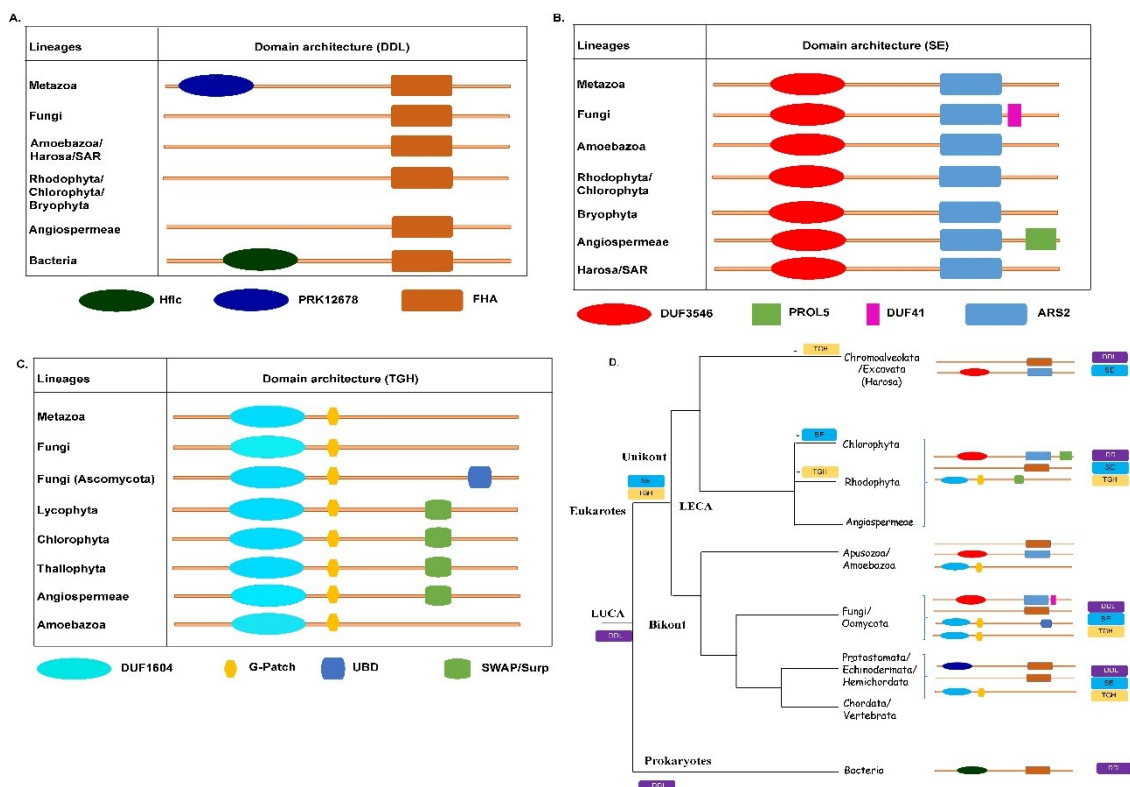 A.
Lineages
Domain architecture (DDL)
Metazoa
Fungi
Amoebazoa/
Harosa/SAR
Rhodophyta/
Chlorophyta/
Bryophyta
Angiospermeae
Bacteria
Hflc
PRK12678
FHA
B.
Lineages
Domain architecture (SE)
Metazoa
Fungi
Amoebazoa
Rhodophyta/
Chlorophyta
Bryophyta
Angiospermeae
Harosa/SAR
DUF3546
PROL5
DUF41
ARS2
C.
Lineages
Domain architecture (TGH)
Metazoa
Fungi
Fungi (Ascomycota)
Lycophyta
Chlorophyta
Thallophyta
Angiospermeae
Amoebazoa
DUF1604
G-Patch
UBD
SWAP/Surp
D.
- TGH
Chromoalveolata
/Excavata
(Harosa)
DDL
SE
- SE
Chlorophyta
Unikont
- TGH
Rhodophyta
DDL
SE
TGH
SE
TGH
Eukarotes
LECA
Angiospermeae
Apusozoa/
Amoebazoa
LUCA
DDL
Bikont
Fungi/
Oomycota
DDL
SE
TGH
Protostomata/
Echinodermata/
Hemichordata
DDL
SE
TGH
Chordata/
Vertebrata
Prokaryotes
Bacteria
DDL
DDL